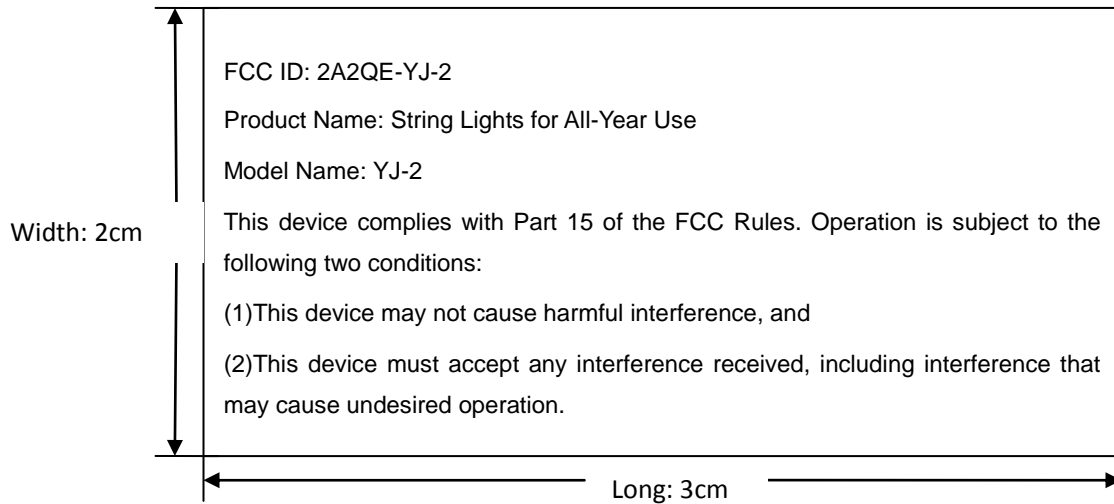 FCC ID: 2A2QE-YJ-2
Product Name: String Lights for All-Year Use
Model Name: YJ-2
This device complies with Part 15 of the FCC Rules. Operation is subject to the
Width: 2cm
following two conditions:
(1)This device may not cause harmful interference, and
(2)This device must accept any interference received, including interference that
may cause undesired operation.
Long: 3cm